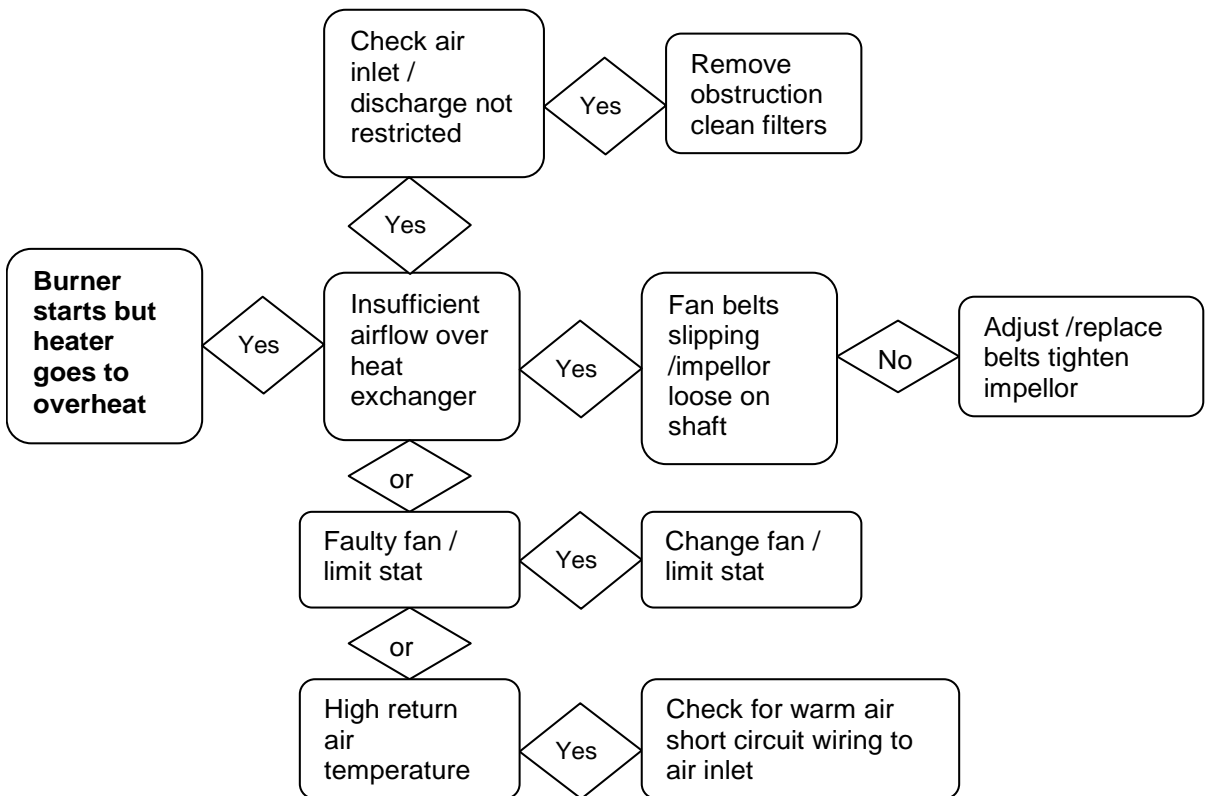 Check air
inlet /
discharge not
restricted
Yes
Remove
obstruction
clean filters
Yes
Burner
starts but
heater
goes to
overheat
Yes
Insufficient
airflow over
heat
exchanger
Yes
Fan belts
slipping
/impellor
loose on
shaft
No
Adjust /replace
belts tighten
impellor
or
Faulty fan /
limit stat
Yes
Change fan /
limit stat
or
High return
air
temperature
Yes
Check for warm air
short circuit wiring to
air inlet